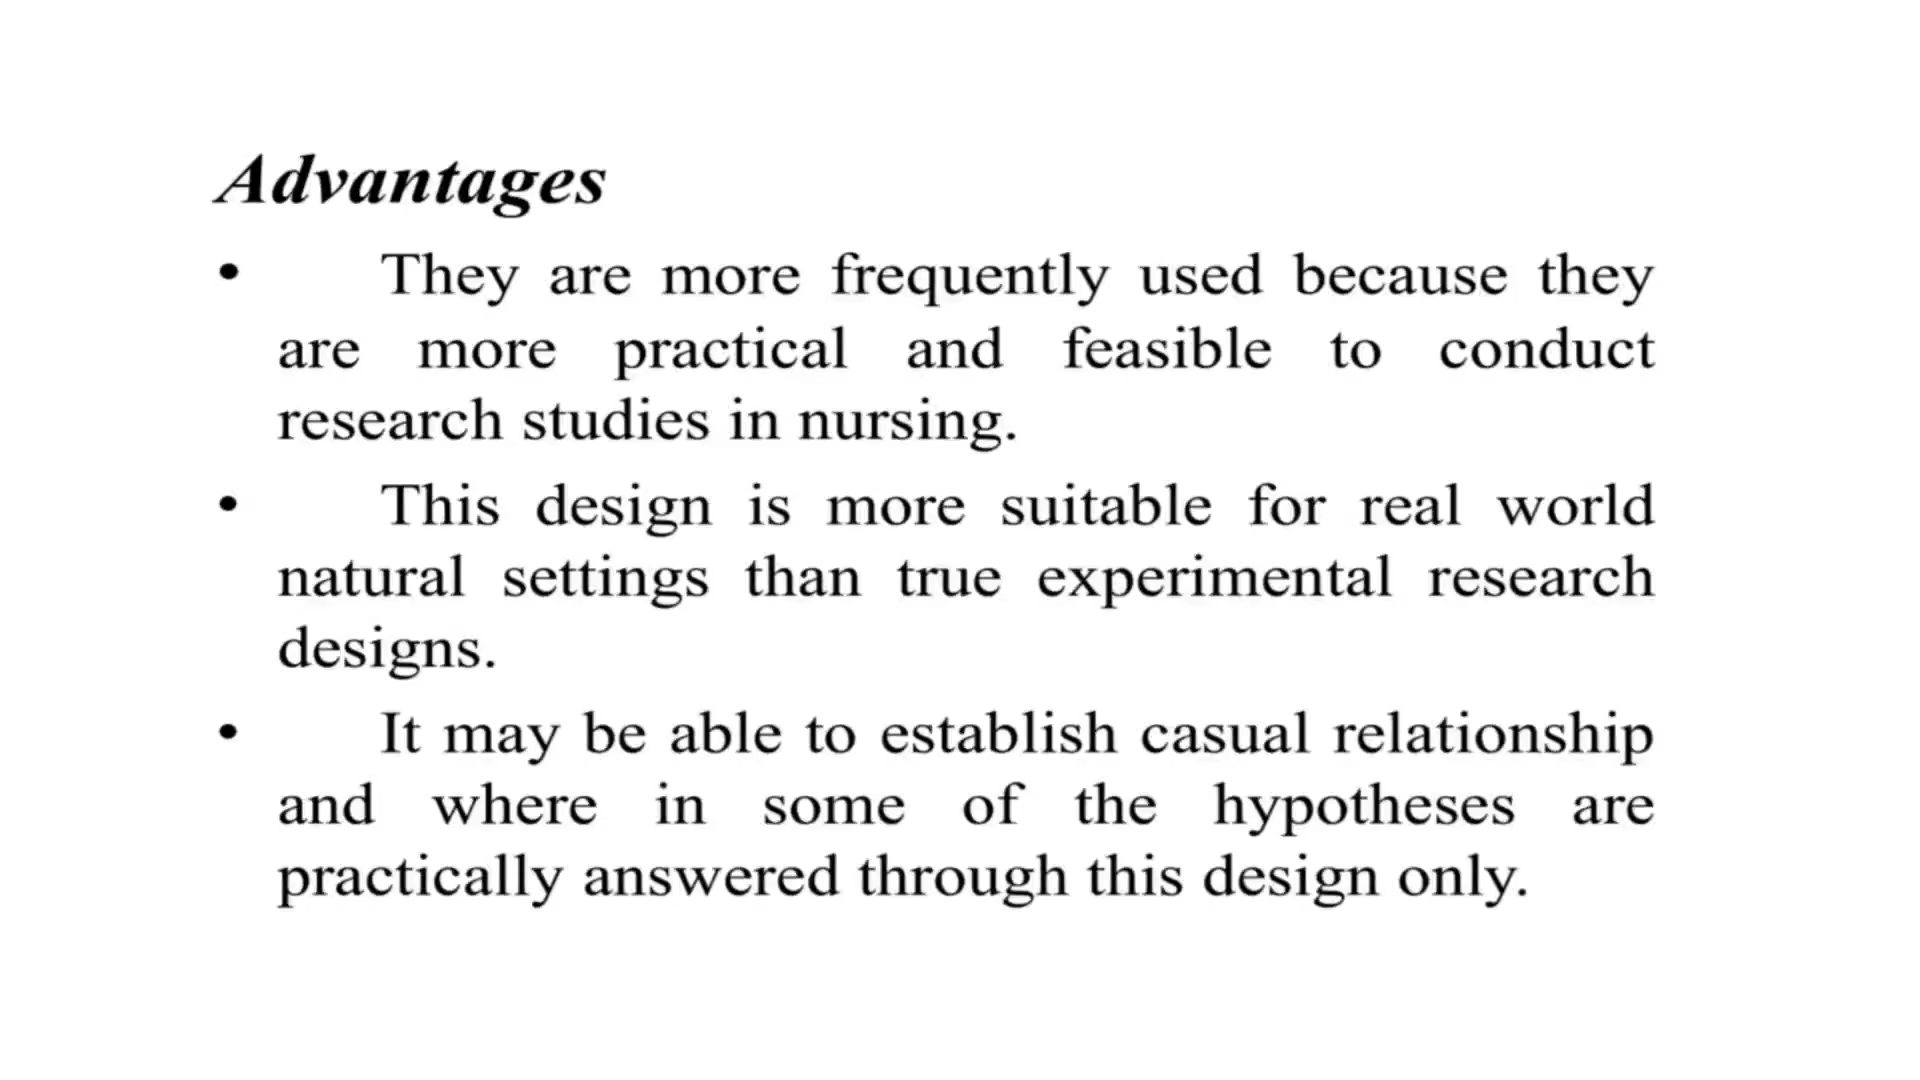 Advantages
• They are more frequently used because they
are more practical and feasible to conduct
research studies in nursing.
• This design is more suitable for real world
natural settings than true experimental research
designs.
• It may be able to establish casual relationship
and where in some of the hypotheses are
practically answered through this design only.